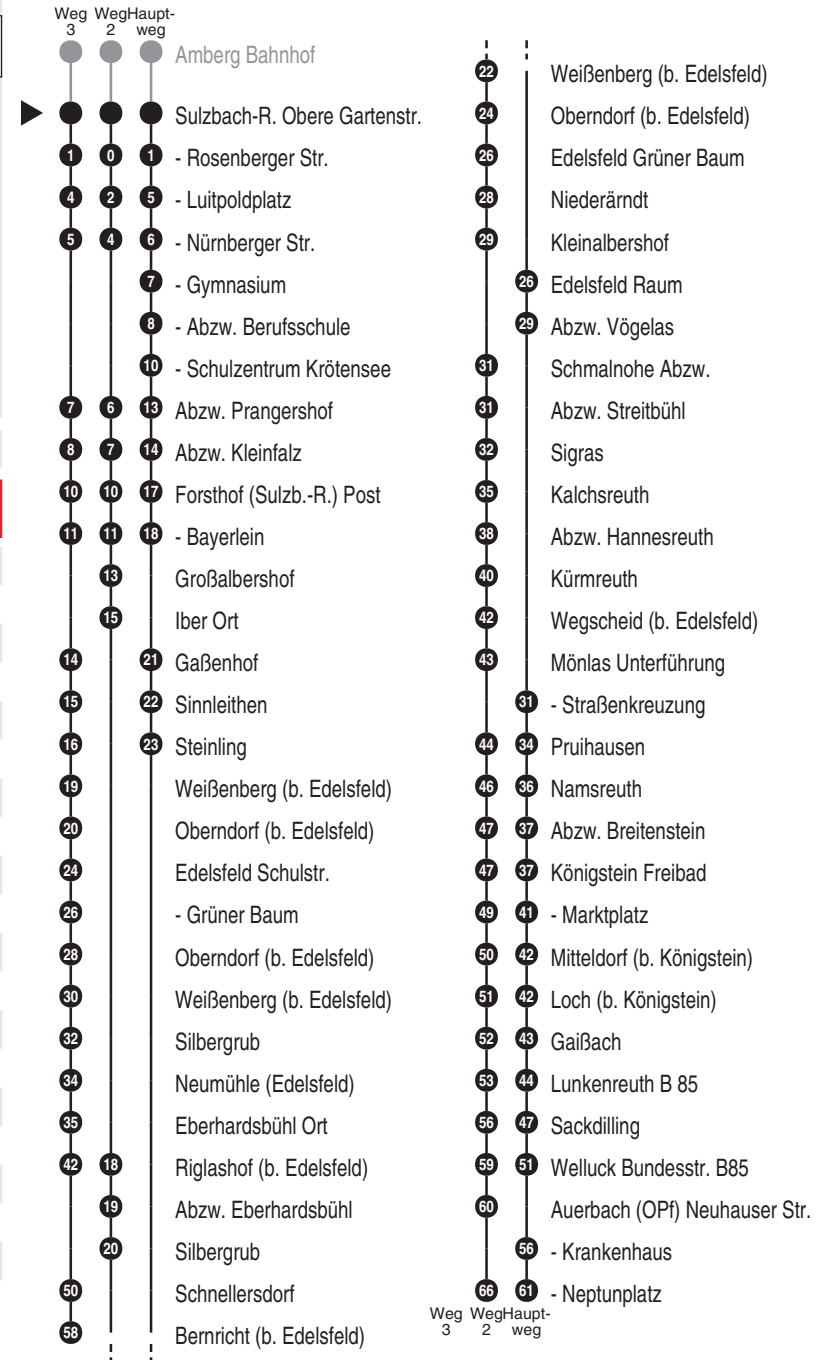 Weg WegHaupt-
3 2 weg
Amberg Bahnhof
Sulzbach-R. Obere Gartenstr.
1 0 1 - Rosenberger Str.
4 2 5 - Luitpoldplatz
5 4 6 - Nürnberger Str.
7 - Gymnasium
8 - Abzw. Berufsschule
10 - Schulzentrum Krötensee
7 6 13 Abzw. Prangershof
8 7 14 Abzw. Kleinfalz
10 10 17 Forsthof (Sulzb.-R.) Post
11 11 18 - Bayerlein
13 Großalbershof
15 Iber Ort
14 21 Gaßenhof
15 22 Sinnleithen
16 23 Steinling
19 Weißenberg (b. Edelsfeld)
20 Oberndorf (b. Edelsfeld)
24 Edelsfeld Schulstr.
26 - Grüner Baum
28 Oberndorf (b. Edelsfeld)
30 Weißenberg (b. Edelsfeld)
32 Silbergrub
34 Neumühle (Edelsfeld)
35 Eberhardsbühl Ort
42 18 Riglashof (b. Edelsfeld)
19 Abzw. Eberhardsbühl
20 Silbergrub
50 Schnellersdorf
58 Bernricht (b. Edelsfeld)
22 Weißenberg (b. Edelsfeld)
24 Oberndorf (b. Edelsfeld)
26 Edelsfeld Grüner Baum
28 Niederärndt
29 Kleinalbershof
26 Edelsfeld Raum
29 Abzw. Vögelas
31 Schmalnohe Abzw.
31 Abzw. Streitbühl
32 Sigras
35 Kalchsreuth
38 Abzw. Hannesreuth
40 Kürmreuth
42 Wegscheid (b. Edelsfeld)
43 Mönlas Unterführung
31 - Straßenkreuzung
44 34 Pruihausen
46 36 Namsreuth
47 37 Abzw. Breitenstein
47 37 Königstein Freibad
49 41 - Marktplatz
50 42 Mitteldorf (b. Königstein)
51 42 Loch (b. Königstein)
52 43 Gaißach
53 44 Lunkenreuth B 85
56 47 Sackdilling
59 51 Welluck Bundesstr. B85
60 Auerbach (OPf) Neuhauser Str.
56 - Krankenhaus
66 61 - Neptunplatz
Weg WegHaupt-
3 2 weg